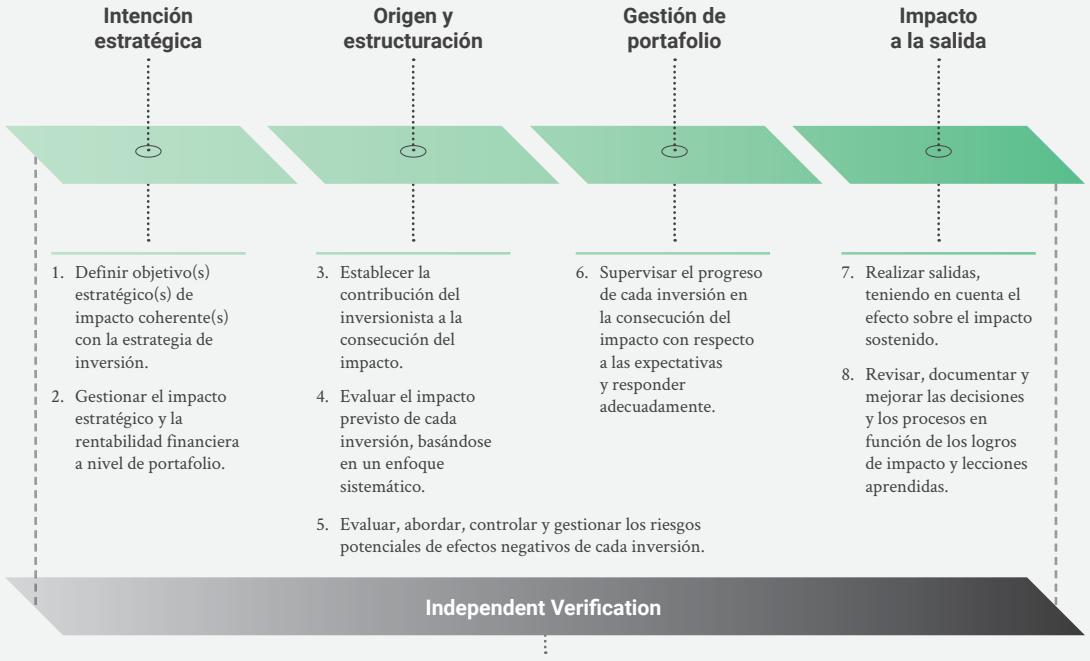 Intención
estratégica
Origen y
estructuración
Gestión de
portafolio
Impacto
a la salida
1. Definir objetivo(s)
estratégico(s) de
impacto coherente(s)
con la estrategia de
inversión.
2. Gestionar el impacto
estratégico y la
rentabilidad financiera
a nivel de portafolio.
3. Establecer la
contribución del
inversionista a la
consecución del
impacto.
4. Evaluar el impacto
previsto de cada
inversión, basándose
en un enfoque
sistemático.
5. Evaluar, abordar, controlar y gestionar los riesgos
potenciales de efectos negativos de cada inversión.
6. Supervisar el progreso
de cada inversión en
la consecución del
impacto con respecto
a las expectativas
y responder
adecuadamente.
7. Realizar salidas,
teniendo en cuenta el
efecto sobre el impacto
sostenido.
8. Revisar, documentar y
mejorar las decisiones
y los procesos en
función de los logros
de impacto y lecciones
aprendidas.
Independent Verification